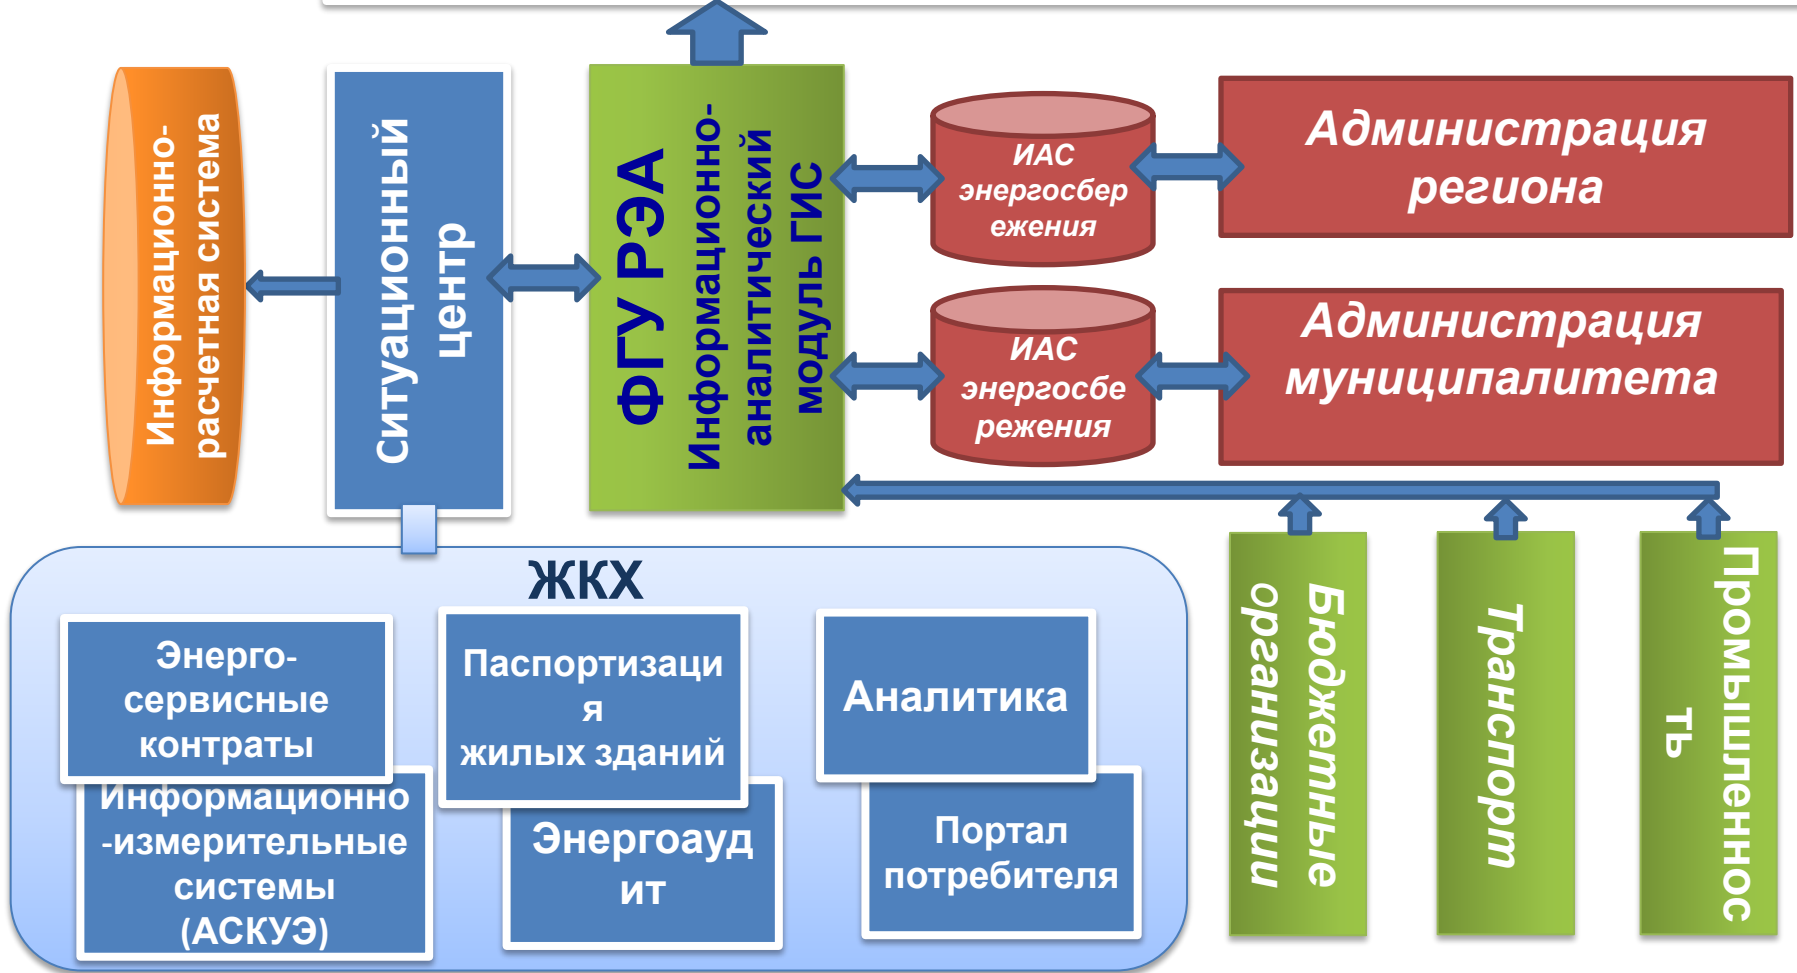 Информационно-
расчетная система
Ситуационный
центр
ФГУ РЭА
Информационно-
аналитический
модуль ГИС
ИАС
энергосбер
ежения
Администрация
региона
ИАС
энергосбе
режения
Администрация
муниципалитета
ЖКХ
Энерго-
сервисные
контраты
Паспортизаци
я
жилых зданий
Аналитика
Информационно
-измерительные
системы
(АСКУЭ)
Энергоауд
ит
Портал
потребителя
Бюджетные
организации
Транспорт
Промышленнос
ть